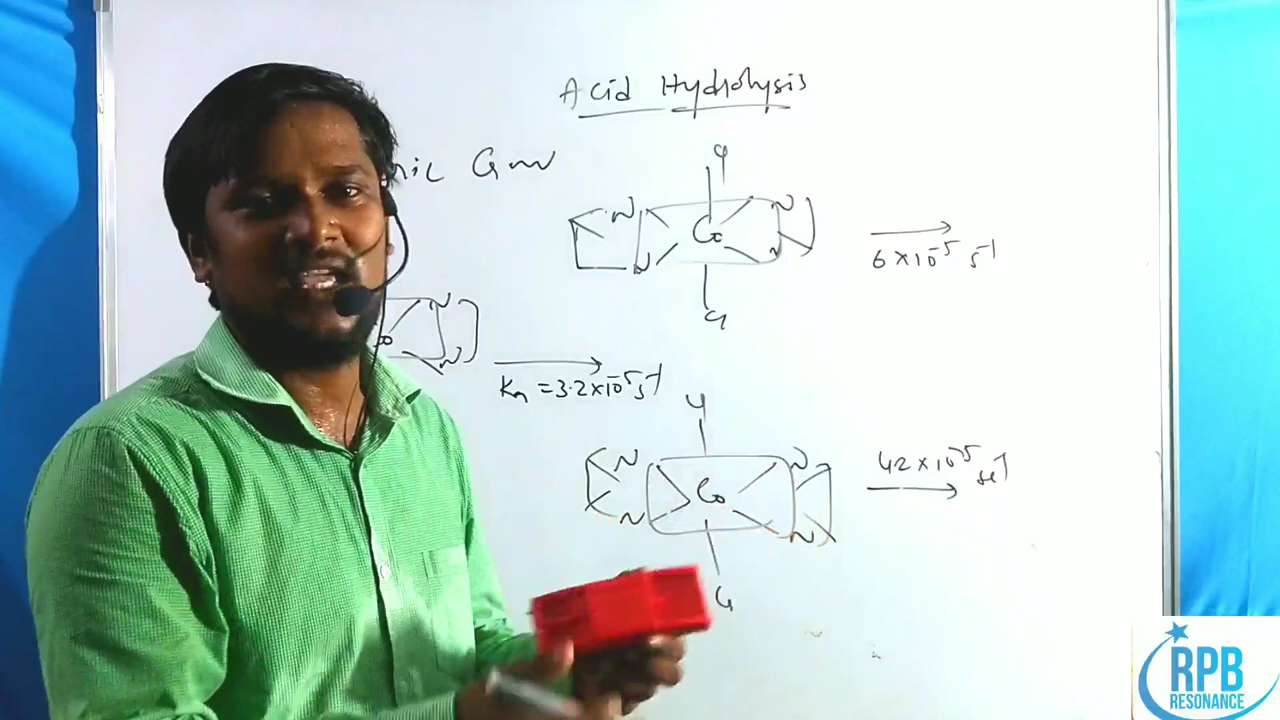 Acid Hydrolysis
Cl
N N
Co
N N
Cl
6×10⁻⁵ s⁻¹
N
N
= 3.2×10⁻⁵ s⁻¹
Cl
N N
Co
N N
Cl
42×10⁻⁵
sec⁻¹
RPB
RESONANCE